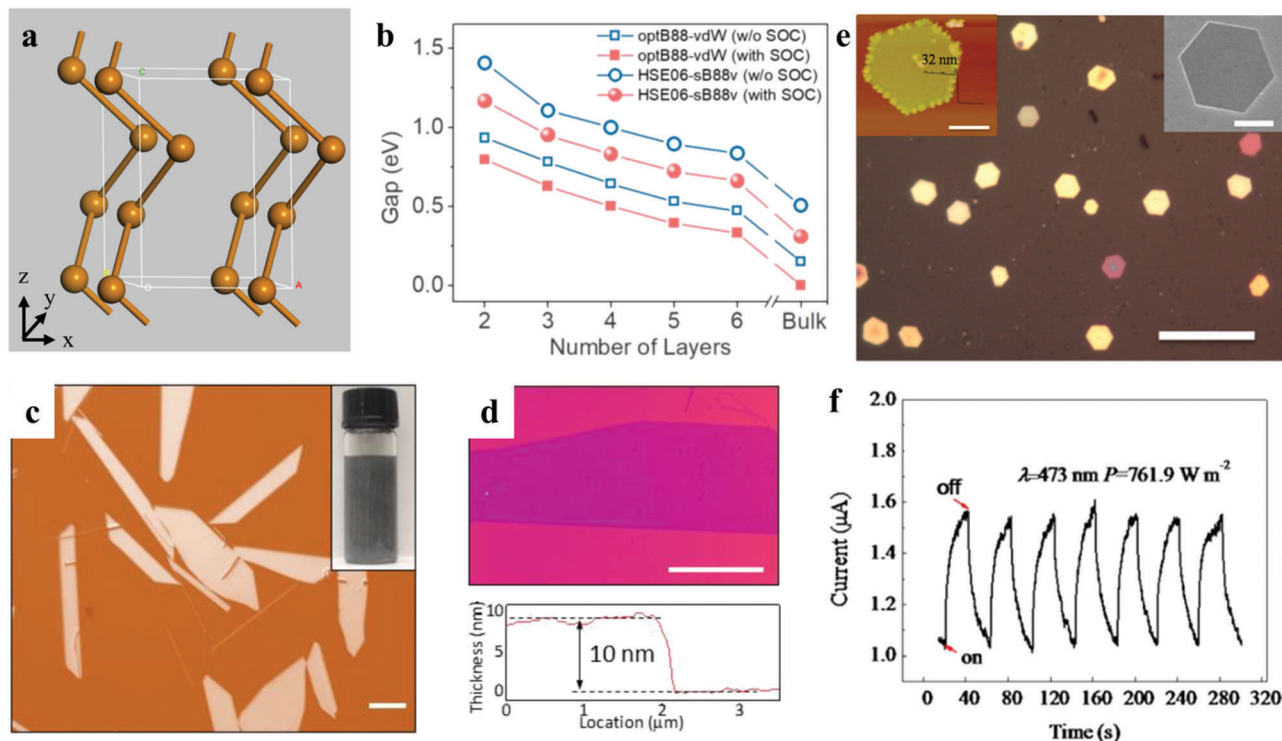 a
C
B
O
A
z
y
x
b
optB88-vdW (w/o SOC)
optB88-vdW (with SOC)
HSE06-sB88v (w/o SOC)
HSE06-sB88v (with SOC)
1.5
1.0
0.5
0.0
Gap (eV)
2 3 4 5 6 Bulk
Number of Layers
e
32 nm
c
d
Thickness (nm)
10
5
0
10 nm
0 1 2 3
Location (μm)
f
2.0
1.8
1.6
1.4
1.2
1.0
Current (μA)
λ=473 nm P=761.9 W m⁻²
off
on
0 40 80 120 160 200 240 280 320
Time (s)